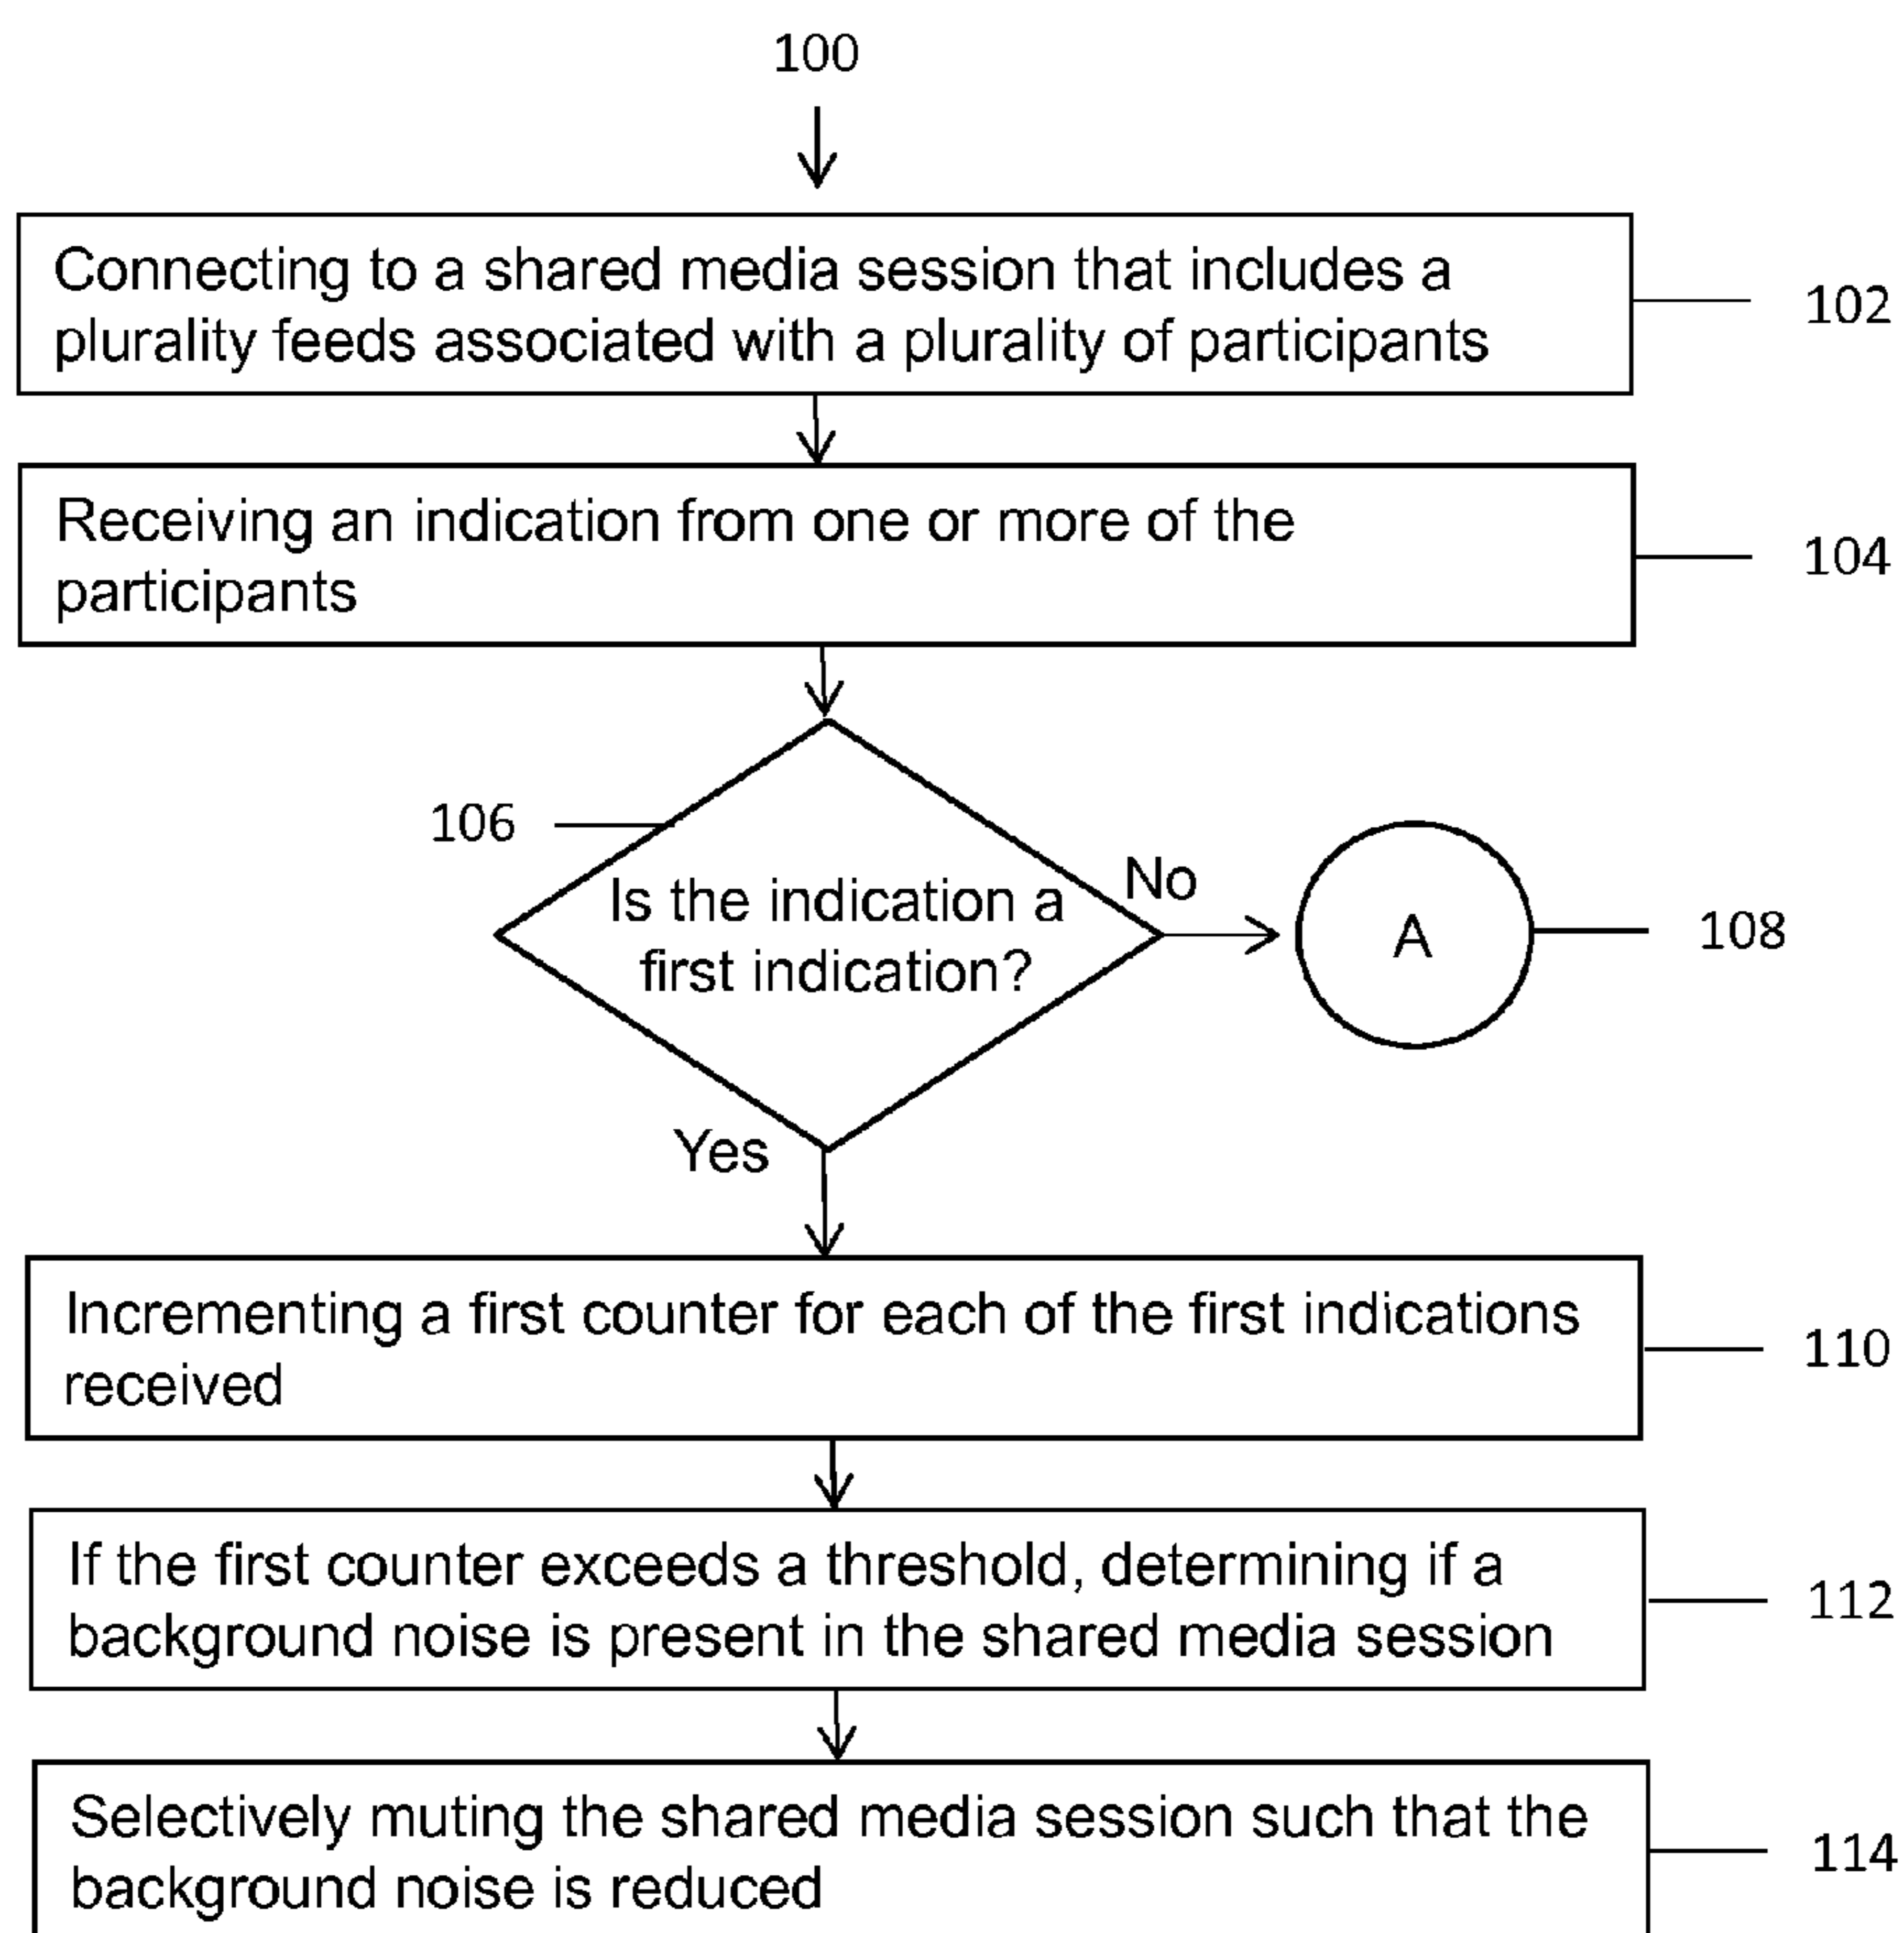 100
Connecting to a shared media session that includes a
plurality feeds associated with a plurality of participants
102
Receiving an indication from one or more of the
participants
104
106
Is the indication a
first indication?
No
A
108
Yes
Incrementing a first counter for each of the first indications
received
110
If the first counter exceeds a threshold, determining if a
background noise is present in the shared media session
112
Selectively muting the shared media session such that the
background noise is reduced
114